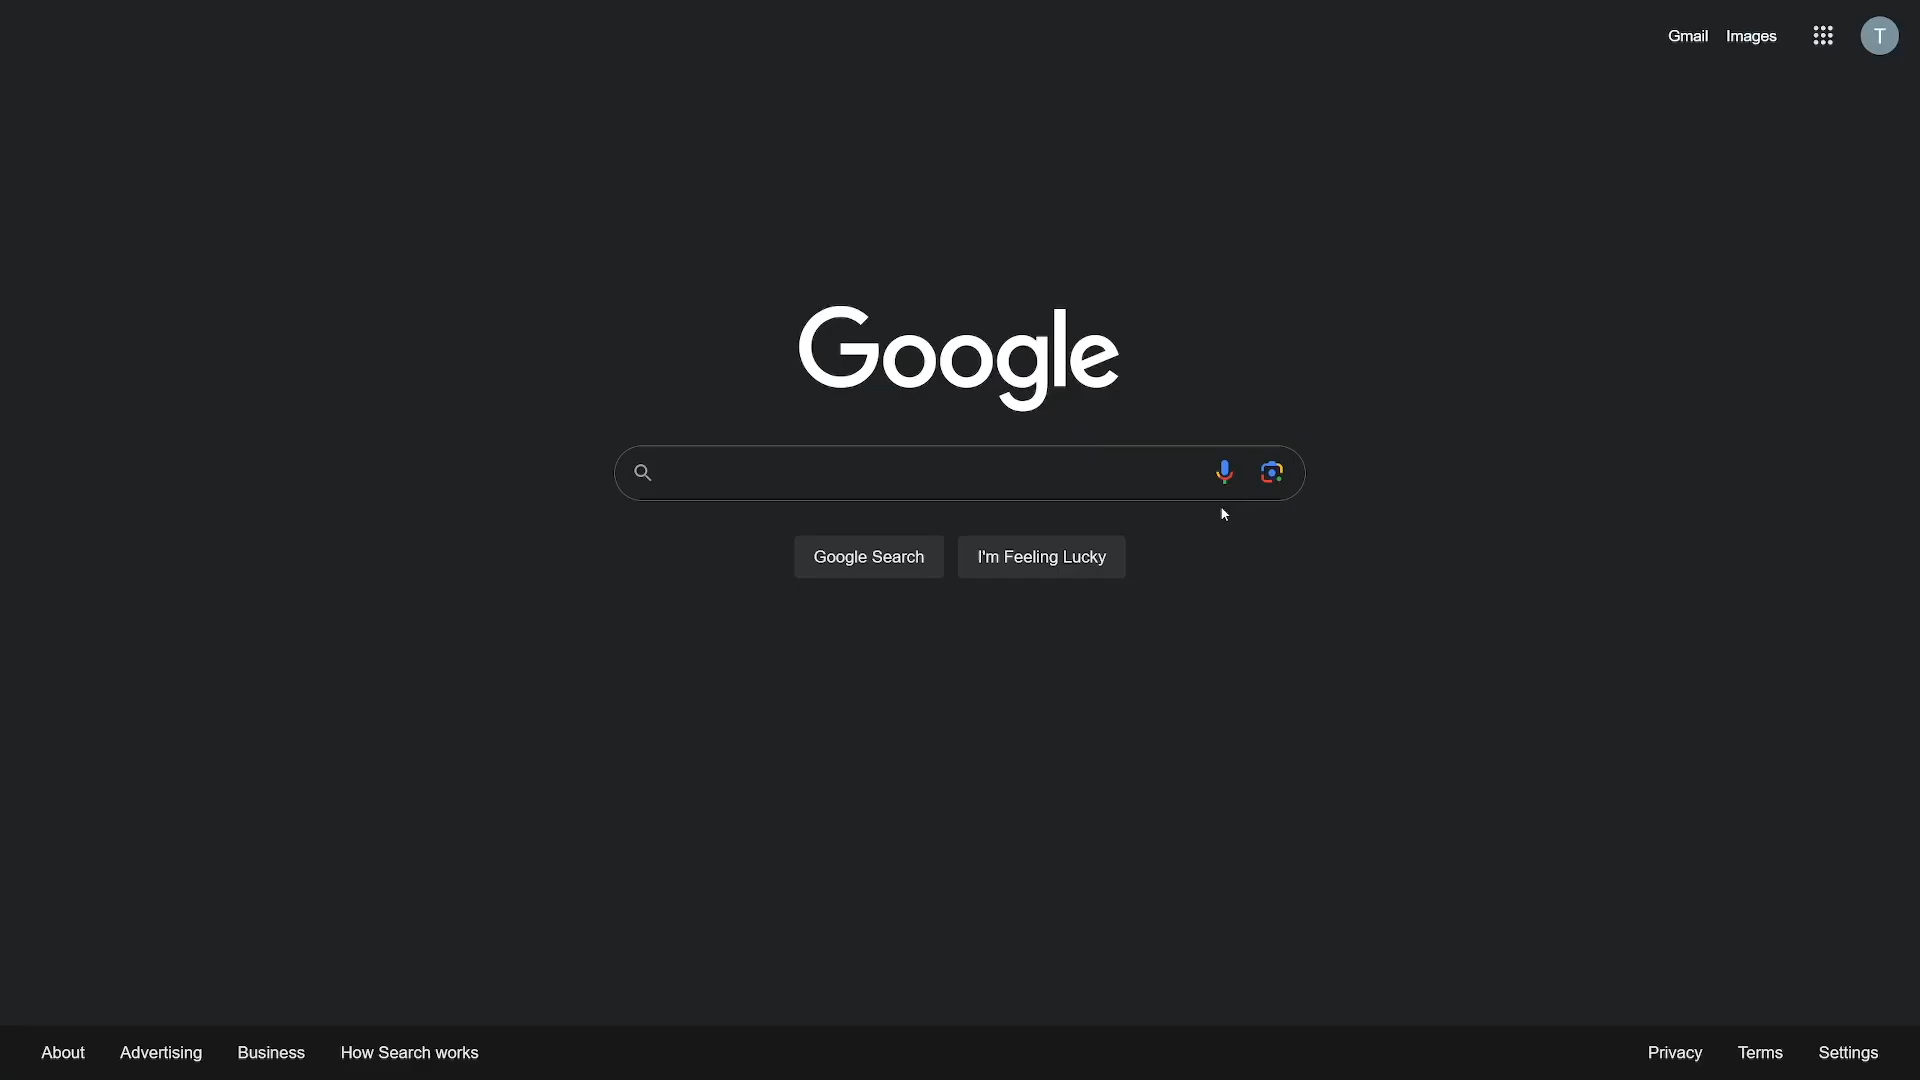 Gmail Images T
Google
Google Search I'm Feeling Lucky
About Advertising Business How Search works Privacy Terms Settings